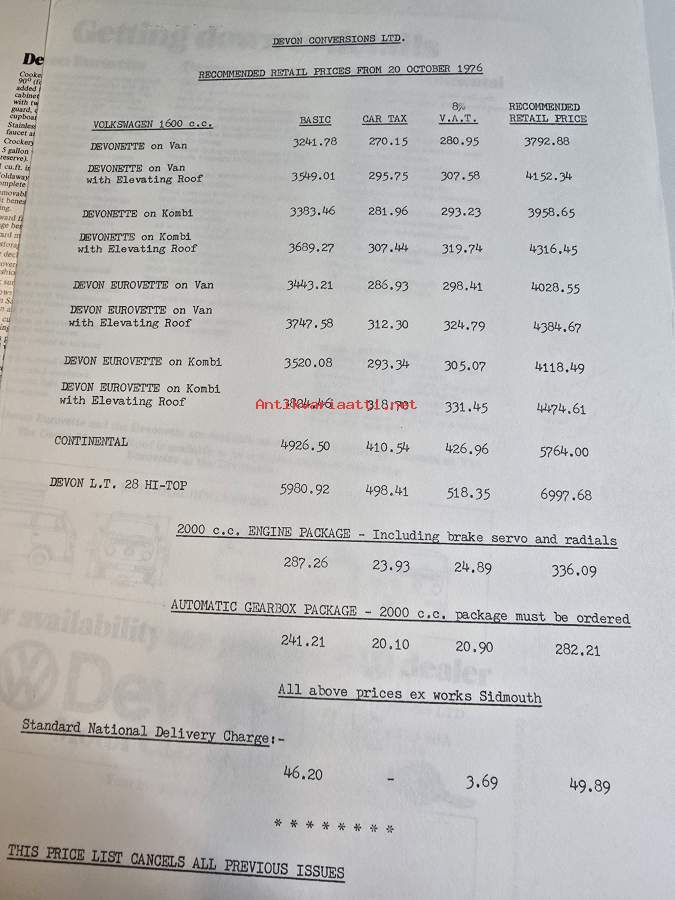 DEVON CONVERSIONS LTD.
RECOMMENDED RETAIL PRICES FROM 20 OCTOBER 1976
VOLKSWAGEN 1600 c.c. BASIC CAR TAX 8% V.A.T. RECOMMENDED RETAIL PRICE
DEVONETTE on Van 3241.78 270.15 280.95 3792.88
DEVONETTE on Van
with Elevating Roof 3549.01 295.75 307.58 4152.34
DEVONETTE on Kombi 3383.46 281.96 293.23 3958.65
DEVONETTE on Kombi
with Elevating Roof 3689.27 307.44 319.74 4316.45
DEVON EUROVETTE on Van 3443.21 286.93 298.41 4028.55
DEVON EUROVETTE on Van
with Elevating Roof 3747.58 312.30 324.79 4384.67
DEVON EUROVETTE on Kombi 3520.08 293.34 305.07 4118.49
DEVON EUROVETTE on Kombi
with Elevating Roof 331.45 4474.61
Antikvariaatti.net
CONTINENTAL 4926.50 410.54 426.96 5764.00
DEVON L.T. 28 HI-TOP 5980.92 498.41 518.35 6997.68
2000 c.c. ENGINE PACKAGE - Including brake servo and radials
287.26 23.93 24.89 336.09
AUTOMATIC GEARBOX PACKAGE - 2000 c.c. package must be ordered
241.21 20.10 20.90 282.21
All above prices ex works Sidmouth
Standard National Delivery Charge:-
46.20 - 3.69 49.89
* * * * * * * *
THIS PRICE LIST CANCELS ALL PREVIOUS ISSUES